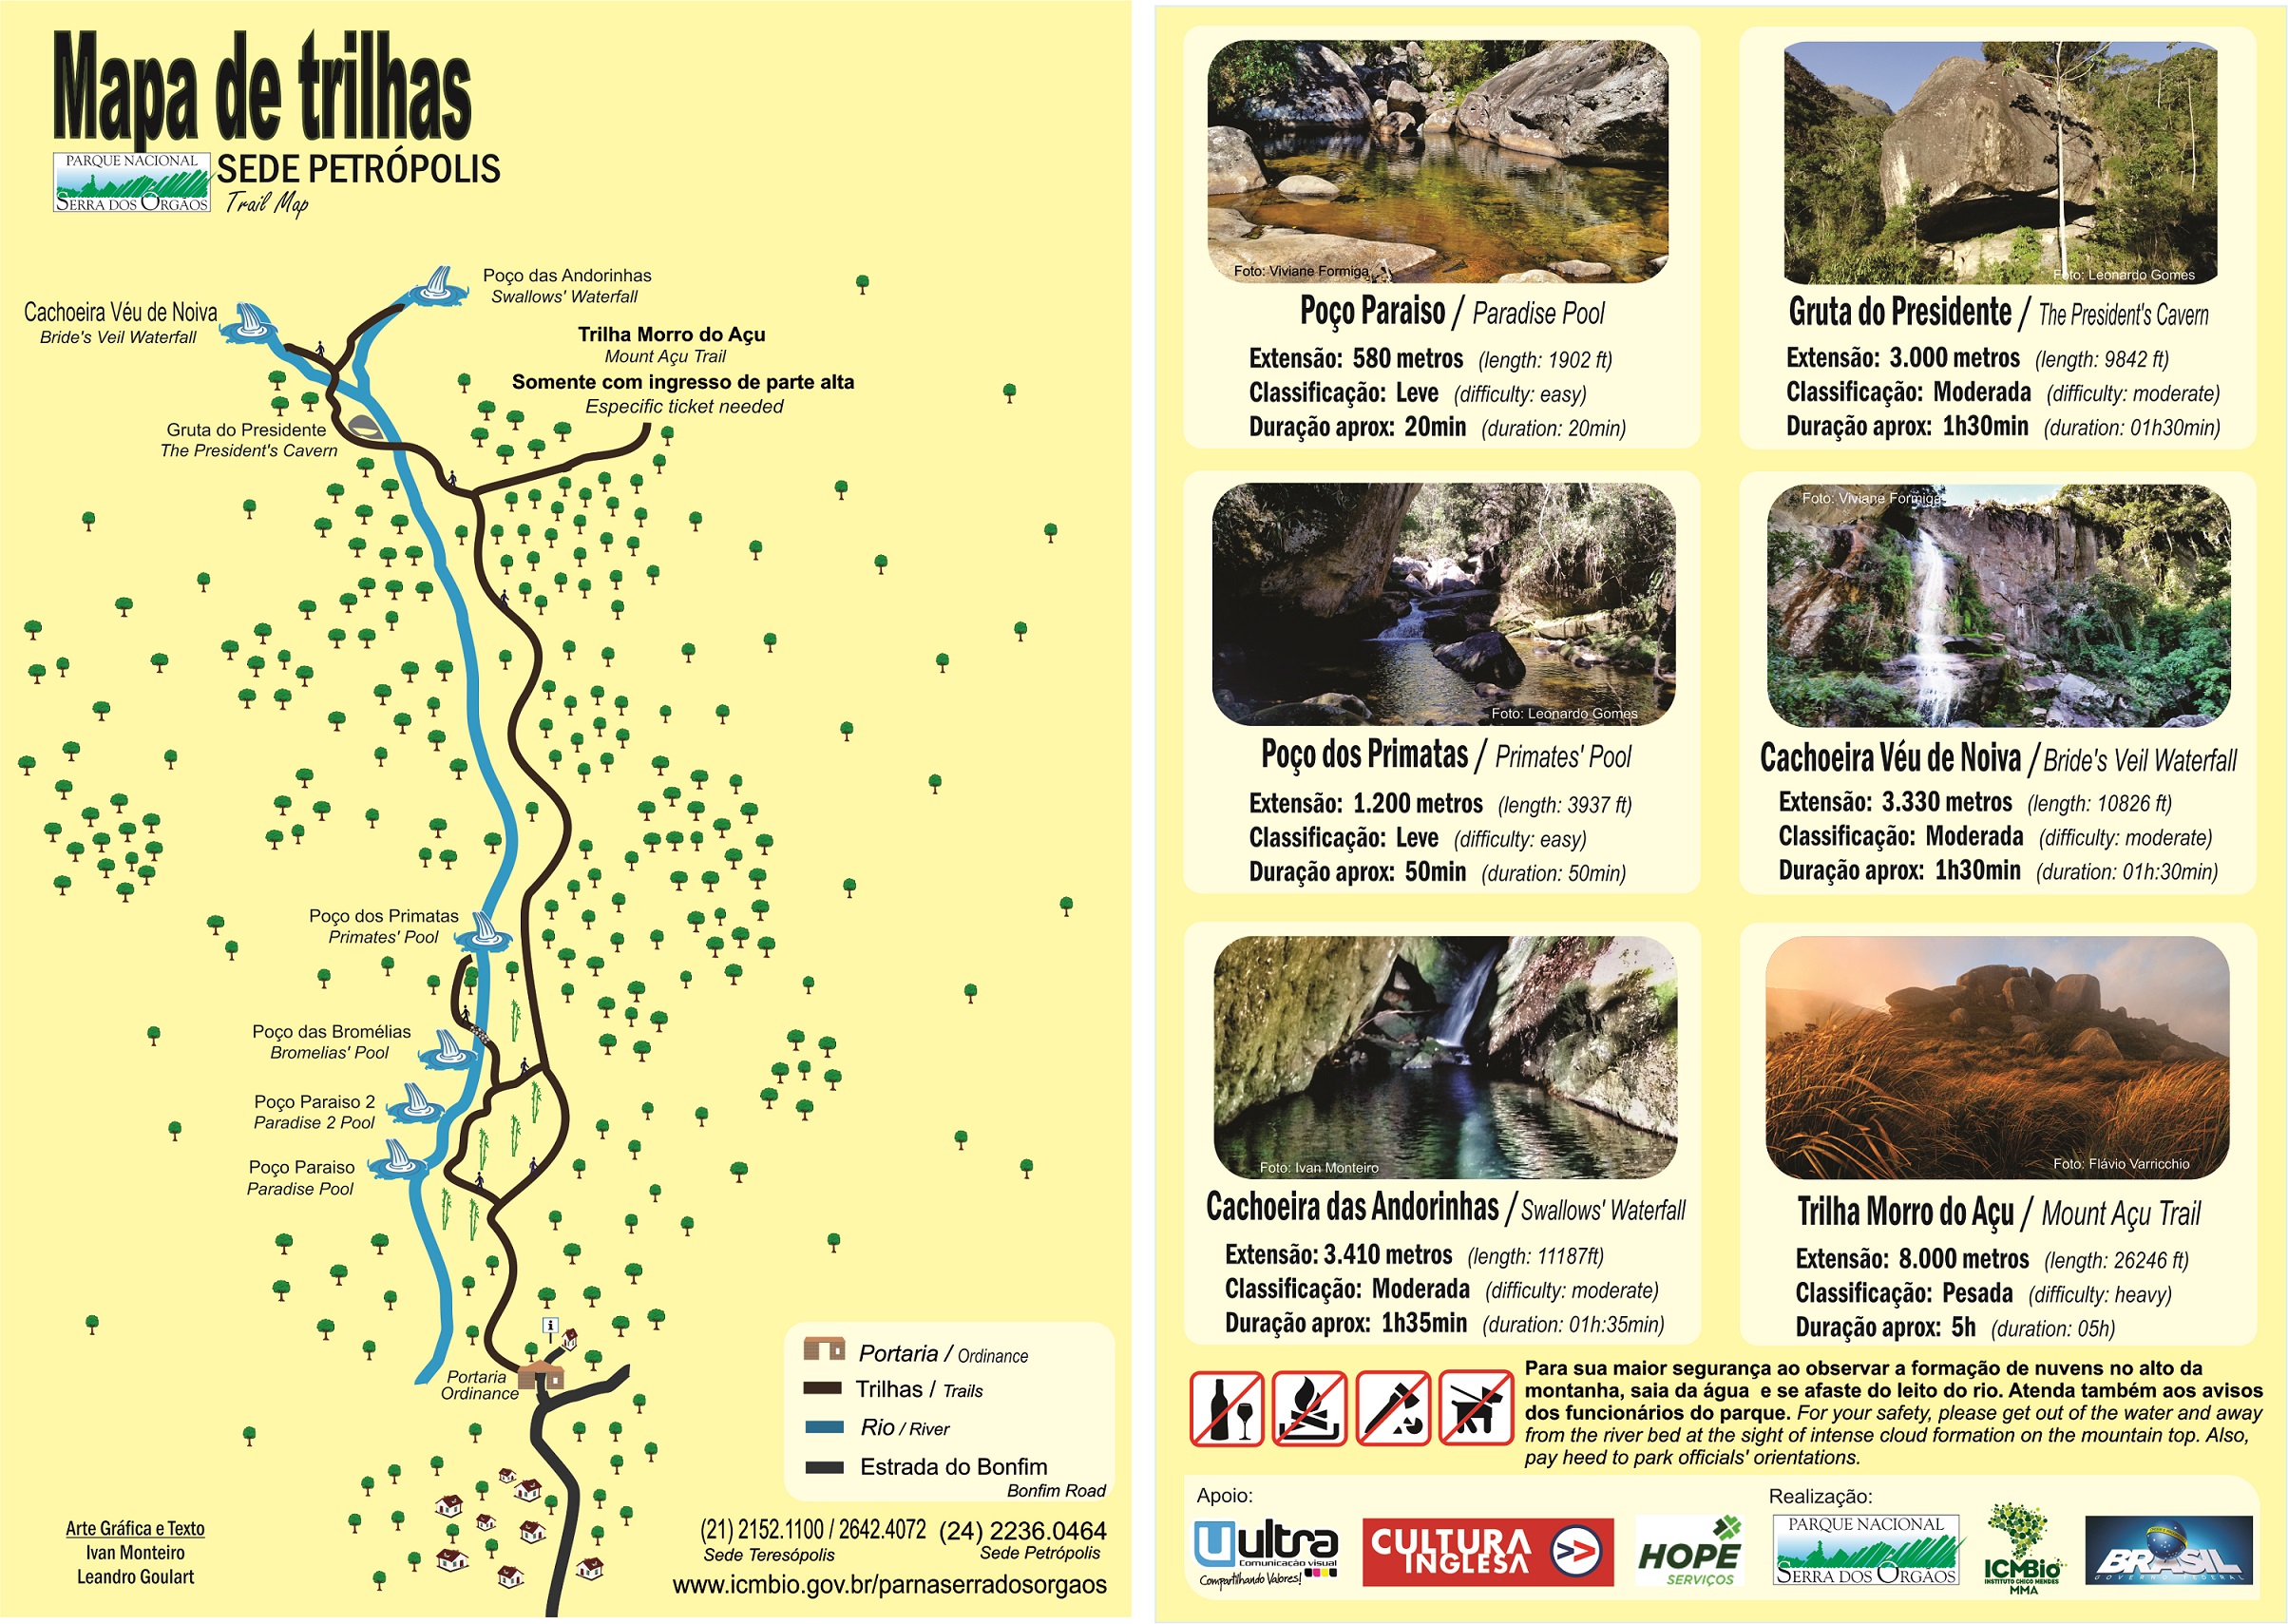 Mapa de trilhas
PARQUE NACIONAL
SERRA DOS ÓRGÃOS
SEDE PETRÓPOLIS
Trail Map
Poço das Andorinhas
Swallows' Waterfall
Cachoeira Véu de Noiva
Bride's Veil Waterfall
Trilha Morro do Açu
Mount Açu Trail
Somente com ingresso de parte alta
Especific ticket needed
Gruta do Presidente
The President's Cavern
Poço dos Primatas
Primates' Pool
Poço das Bromélias
Bromelias' Pool
Poço Paraiso 2
Paradise 2 Pool
Poço Paraiso
Paradise Pool
i
Portaria
Ordinance
Portaria / Ordinance
Trilhas / Trails
Rio / River
Estrada do Bonfim
Bonfim Road
Arte Gráfica e Texto
Ivan Monteiro
Leandro Goulart
(21) 2152.1100 / 2642.4072 (24) 2236.0464
Sede Teresópolis Sede Petrópolis
www.icmbio.gov.br/parnaserradosorgaos
Foto: Viviane Formiga
Poço Paraiso / Paradise Pool
Extensão: 580 metros (length: 1902 ft)
Classificação: Leve (difficulty: easy)
Duração aprox: 20min (duration: 20min)
Foto: Leonardo Gomes
Gruta do Presidente / The President's Cavern
Extensão: 3.000 metros (length: 9842 ft)
Classificação: Moderada (difficulty: moderate)
Duração aprox: 1h30min (duration: 01h30min)
Foto: Leonardo Gomes
Poço dos Primatas / Primates' Pool
Extensão: 1.200 metros (length: 3937 ft)
Classificação: Leve (difficulty: easy)
Duração aprox: 50min (duration: 50min)
Foto: Viviane Formiga
Cachoeira Véu de Noiva / Bride's Veil Waterfall
Extensão: 3.330 metros (length: 10826 ft)
Classificação: Moderada (difficulty: moderate)
Duração aprox: 1h30min (duration: 01h:30min)
Foto: Ivan Monteiro
Cachoeira das Andorinhas / Swallows' Waterfall
Extensão: 3.410 metros (length: 11187ft)
Classificação: Moderada (difficulty: moderate)
Duração aprox: 1h35min (duration: 01h:35min)
Foto: Flávio Varricchio
Trilha Morro do Açu / Mount Açu Trail
Extensão: 8.000 metros (length: 26246 ft)
Classificação: Pesada (difficulty: heavy)
Duração aprox: 5h (duration: 05h)
Para sua maior segurança ao observar a formação de nuvens no alto da
montanha, saia da água e se afaste do leito do rio. Atenda também aos avisos
dos funcionários do parque. For your safety, please get out of the water and away
from the river bed at the sight of intense cloud formation on the mountain top. Also,
pay heed to park officials' orientations.
Apoio:
Uultra
Comunicação visual
Compartilhando Valores!
CULTURA
INGLESA
HOPE
SERVIÇOS
Realização:
PARQUE NACIONAL
SERRA DOS ÓRGÃOS
ICMBio
INSTITUTO CHICO MENDES
MMA
BRASIL
GOVERNO FEDERAL